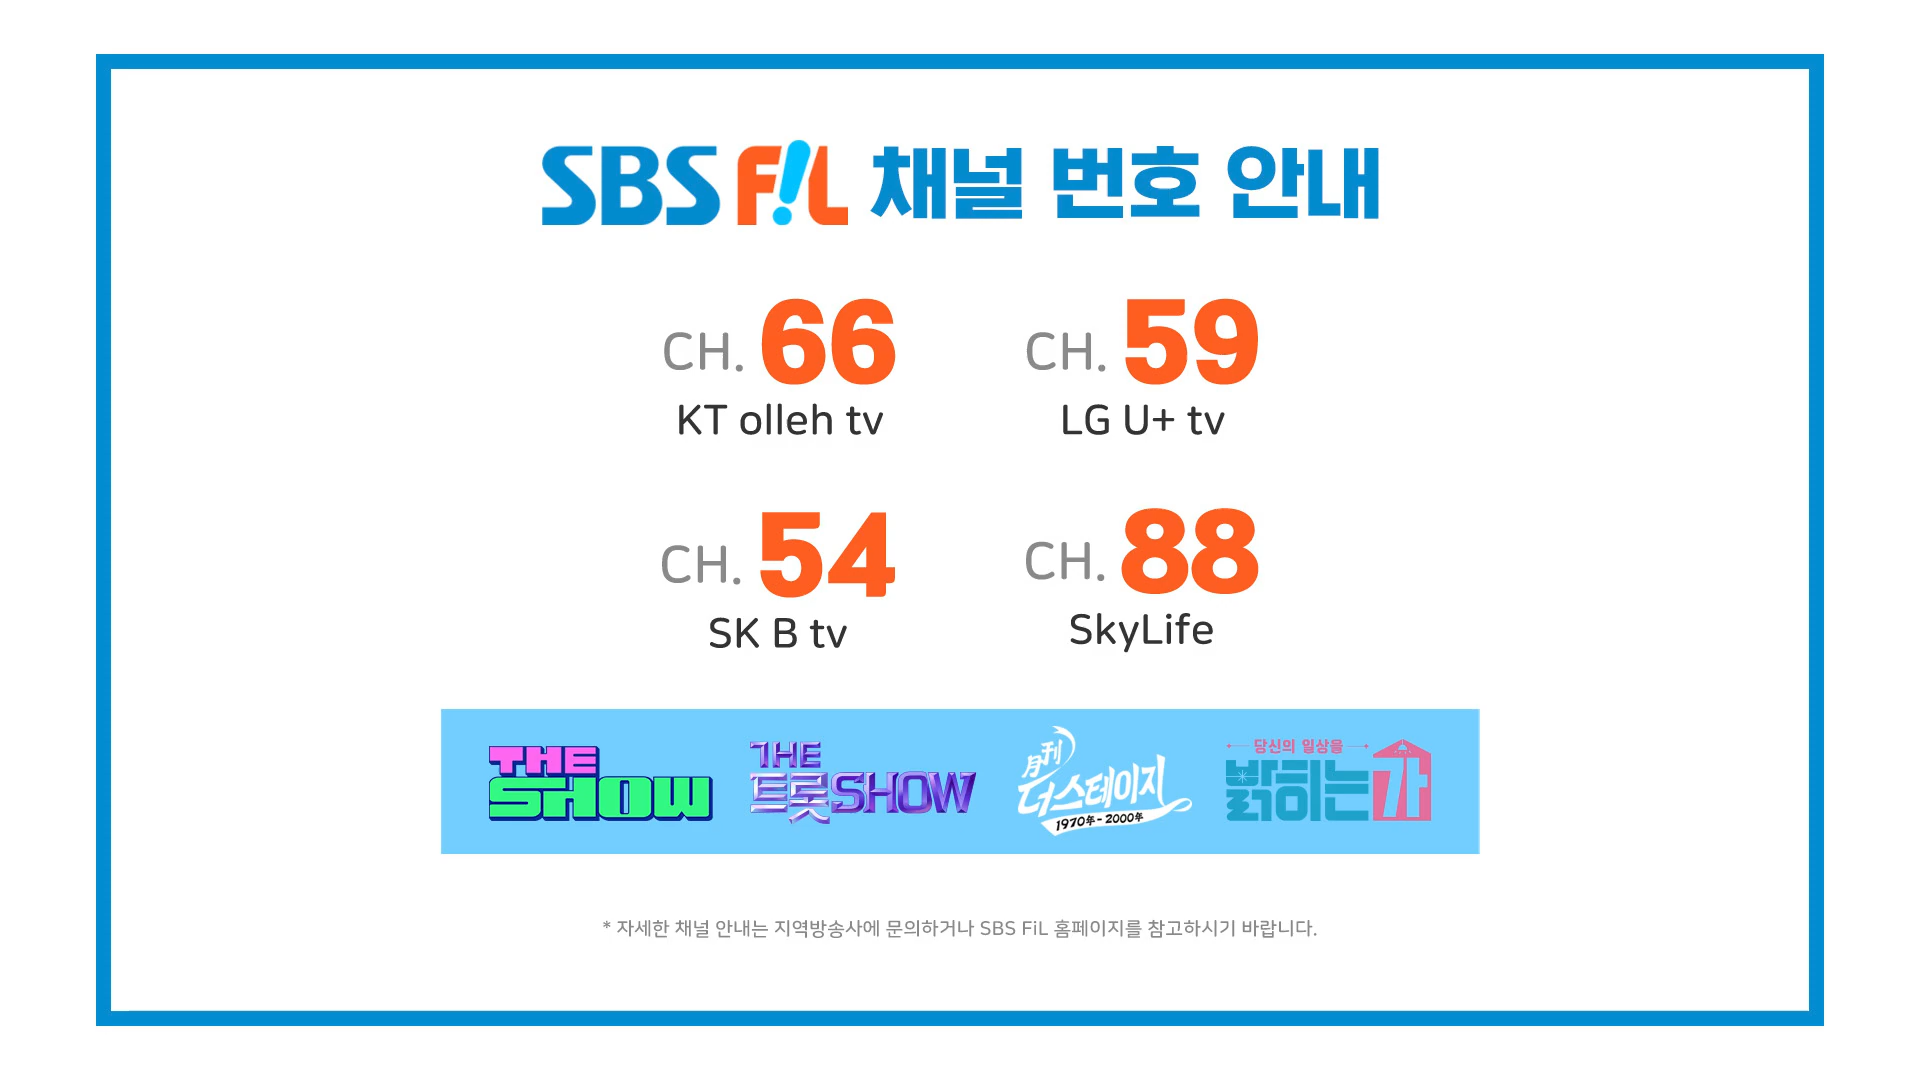 SBS F!L 채널 번호 안내
CH. 66
KT olleh tv
CH. 59
LG U+ tv
CH. 54
SK B tv
CH. 88
SkyLife
THE
SHOW
THE
트롯SHOW
月刊
더스테이지
1970年-2000年
당신의 일상을
밝히는가
* 자세한 채널 안내는 지역방송사에 문의하거나 SBS FiL 홈페이지를 참고하시기 바랍니다.